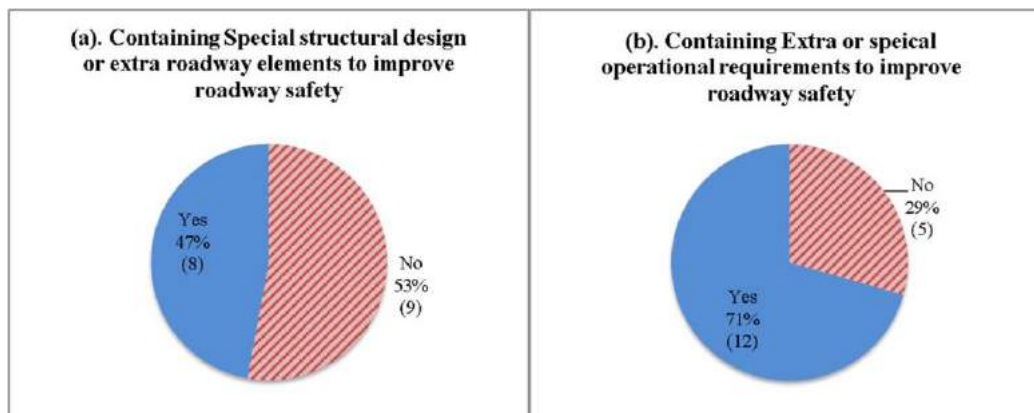 (a). Containing Special structural design
or extra roadway elements to improve
roadway safety
Yes
47%
(8)
No
53%
(9)
(b). Containing Extra or speical
operational requirements to improve
roadway safety
No
29%
(5)
Yes
71%
(12)